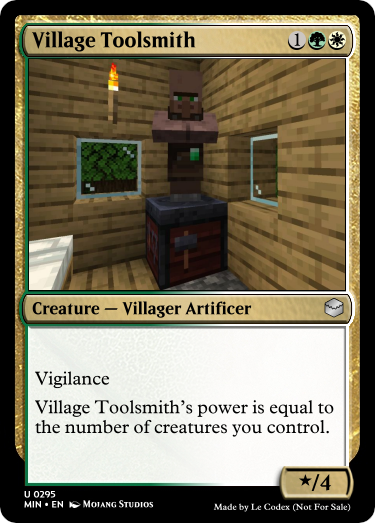 Village Toolsmith 1
Creature — Villager Artificer
Vigilance
Village Toolsmith's power is equal to
the number of creatures you control.
★/4
U 0295
MIN • EN Mojang Studios
Made by Le Codex (Not For Sale)